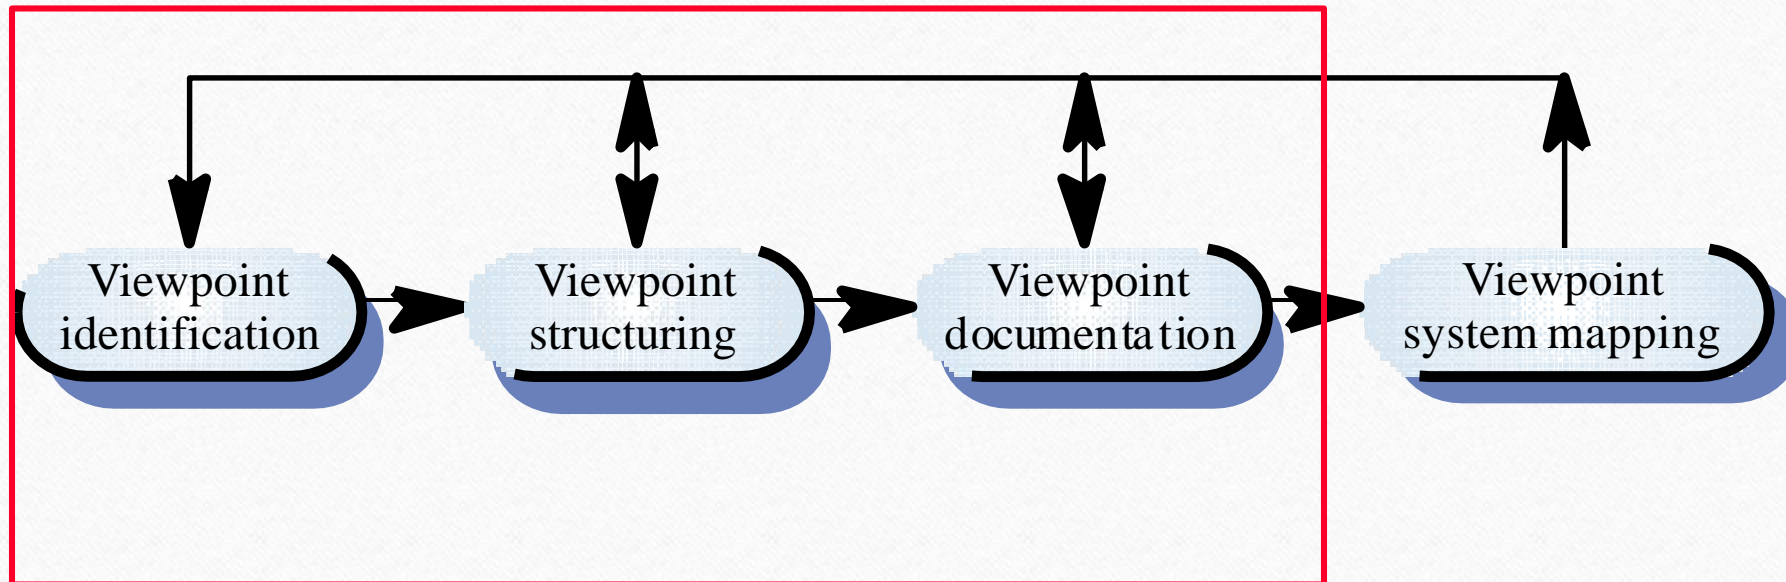 Viewpoint
identification
Viewpoint
structuring
Viewpoint
documentation
Viewpoint
system mapping